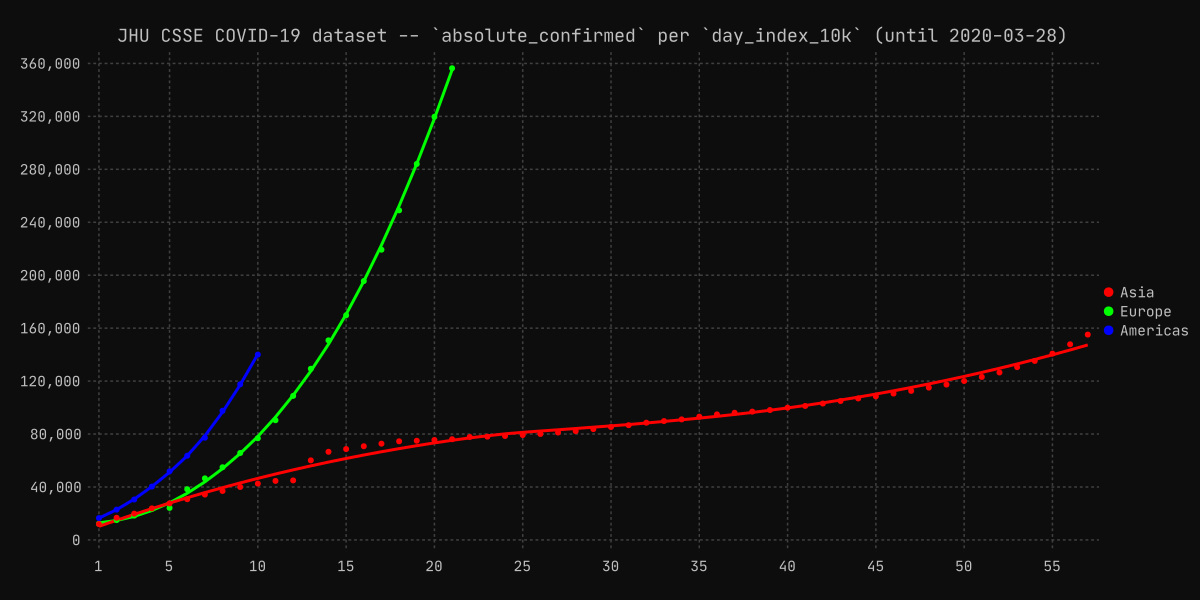 JHU CSSE COVID-19 dataset -- `absolute_confirmed` per `day_index_10k` (until 2020-03-28)
360,000
320,000
280,000
240,000
200,000
160,000
120,000
80,000
40,000
0
1 5 10 15 20 25 30 35 40 45 50 55
Asia
Europe
Americas